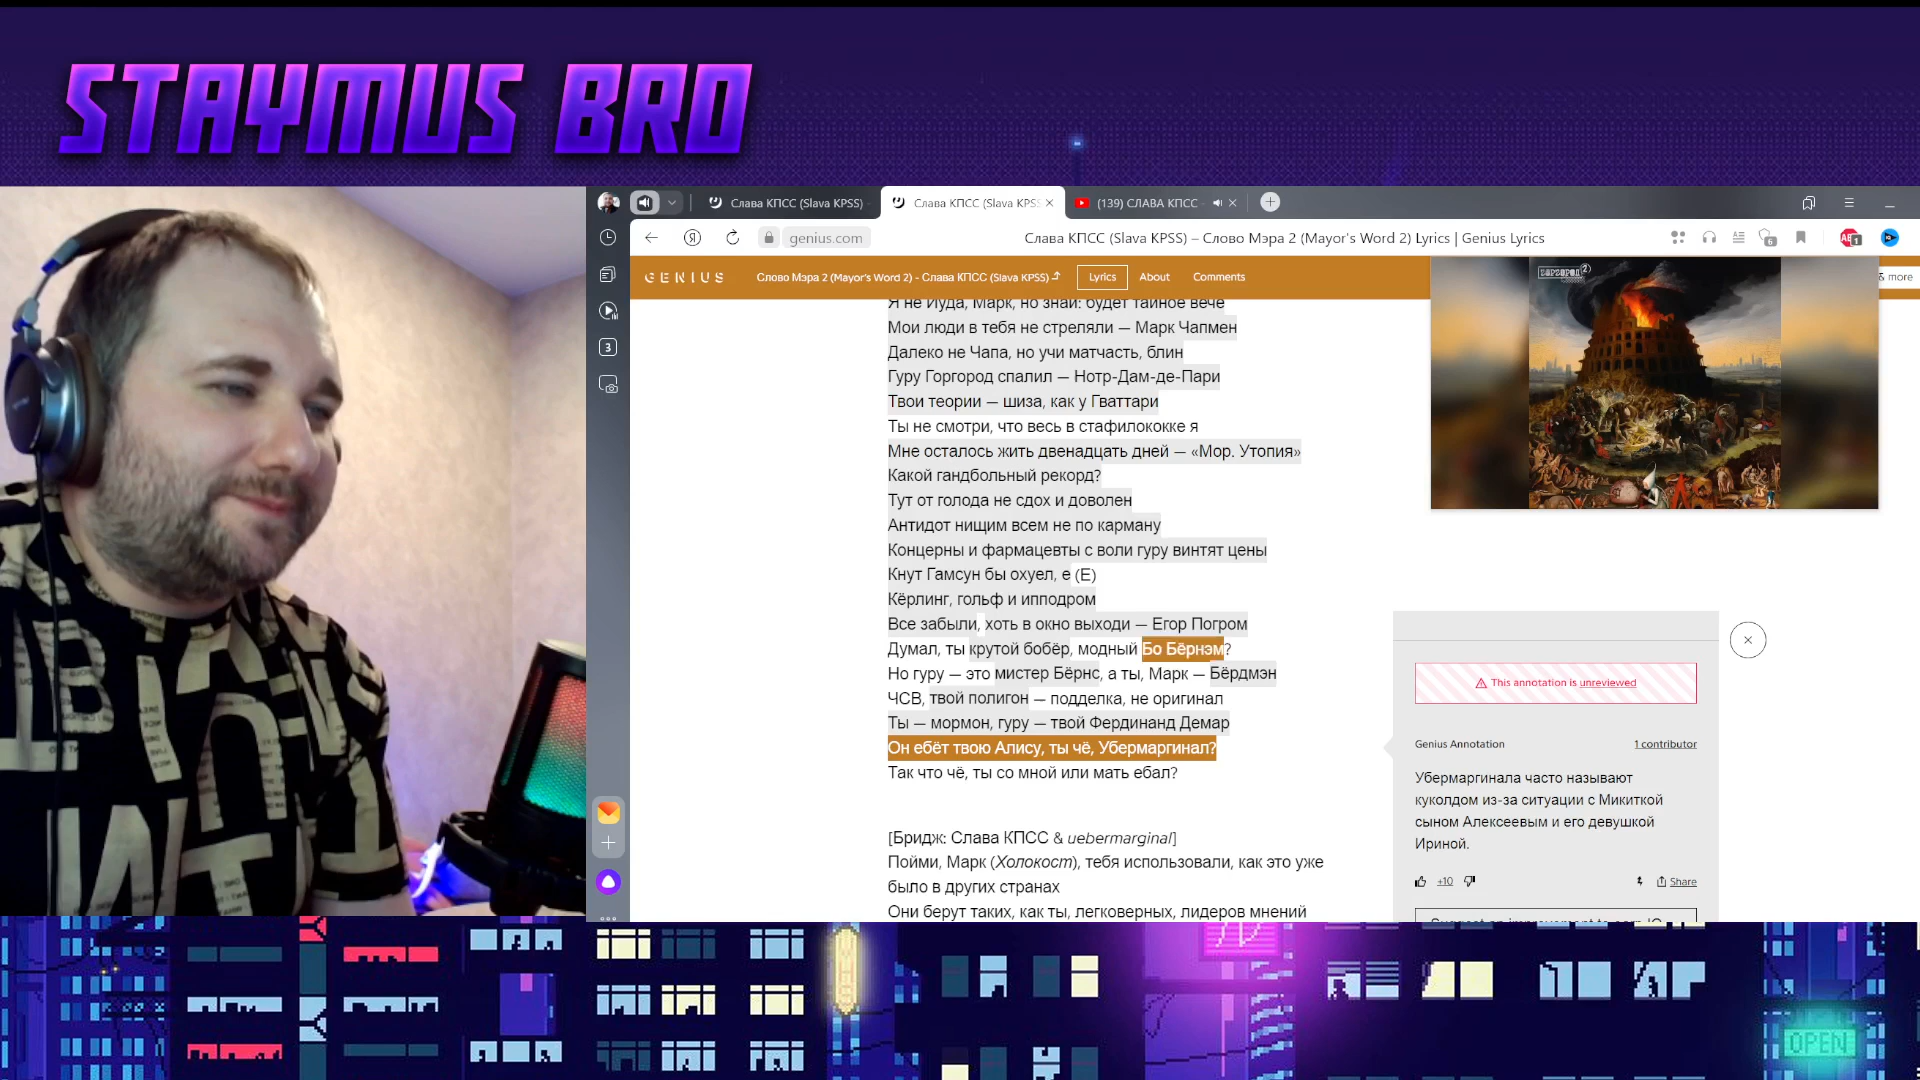 STAYMUS BRO
Слава КПСС (Slava KPSS)
Слава КПСС (Slava KPSS
(139) СЛАВА КПСС
genius.com
Слава КПСС (Slava KPSS) – Слово Мэра 2 (Mayor's Word 2) Lyrics | Genius Lyrics
GENIUS
Слово Мэра 2 (Mayor's Word 2) - Слава КПСС (Slava KPSS)
Lyrics
About
Comments
& more
Я не Иуда, Марк, но знай: будет тайное вече
Мои люди в тебя не стреляли — Марк Чапмен
Далеко не Чапа, но учи матчасть, блин
Гуру Горгород спалил — Нотр-Дам-де-Пари
Твои теории — шиза, как у Гваттари
Ты не смотри, что весь в стафилококке я
Мне осталось жить двенадцать дней — «Мор. Утопия»
Какой гандбольный рекорд?
Тут от голода не сдох и доволен
Антидот нищим всем не по карману
Концерны и фармацевты с воли гуру винтят цены
Кнут Гамсун бы охуел, е (Е)
Кёрлинг, гольф и ипподром
Все забыли, хоть в окно выходи — Егор Погром
Думал, ты крутой бобёр, модный Бо Бёрнэм?
Но гуру — это мистер Бёрнс, а ты, Марк — Бёрдмэн
ЧСВ, твой полигон — подделка, не оригинал
Ты — мормон, гуру — твой Фердинанд Демар
Он ебёт твою Алису, ты чё, Убермаргинал?
Так что чё, ты со мной или мать ебал?
[Бридж: Слава КПСС & uebermarginal]
Пойми, Марк (Холокост), тебя использовали, как это уже
было в других странах
Они берут таких, как ты, легковерных, лидеров мнений
This annotation is unreviewed
Genius Annotation
1 contributor
Убермаргинала часто называют
куколдом из-за ситуации с Микиткой
сыном Алексеевым и его девушкой
Ириной.
+10
Share
3
6
1
OPEN